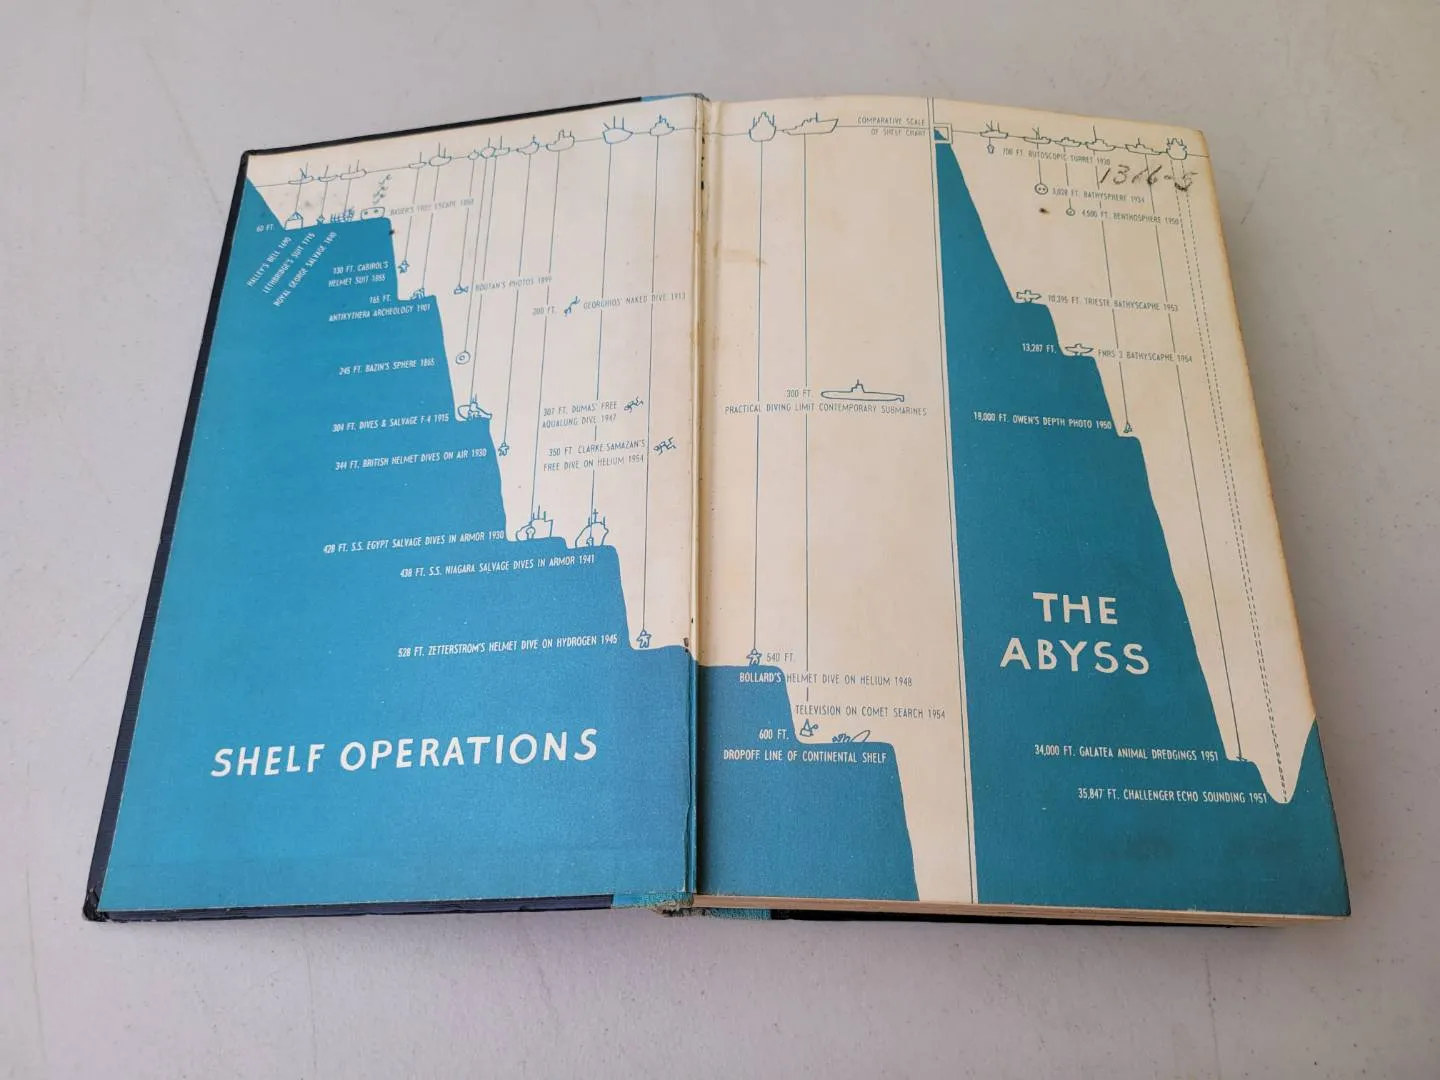 60 FT.
HALLEY'S BELL 1690
LETHBRIDGE'S SUIT 1715
ROYAL GEORGE SALVAGE 1840
BAUER'S FREE ESCAPE
130 FT. CABIROL'S
HELMET SUIT 1855
165 FT.
ANTIKYTHERA ARCHEOLOGY 1901
BOUTAN'S PHOTOS 1899
200 FT.
GEORGHIOS' NAKED DIVE 1913
245 FT. BAZIN'S SPHERE 1865
304 FT. DIVES & SALVAGE F-4 1915
307 FT. DUMAS' FREE
AQUALUNG DIVE 1947
344 FT. BRITISH HELMET DIVES ON AIR 1930
350 FT. CLARKE-SAMAZAN'S
FREE DIVE ON HELIUM 1954
428 FT. S.S. EGYPT SALVAGE DIVES IN ARMOR 1930
438 FT. S.S. NIAGARA SALVAGE DIVES IN ARMOR 1941
528 FT. ZETTERSTROM'S HELMET DIVE ON HYDROGEN 1945
SHELF OPERATIONS
COMPARATIVE SCALE
OF SHELF CHART
300 FT.
PRACTICAL DIVING LIMIT CONTEMPORARY SUBMARINES
540 FT.
BOLLARD'S HELMET DIVE ON HELIUM 1948
TELEVISION ON COMET SEARCH 1954
600 FT.
DROPOFF LINE OF CONTINENTAL SHELF
700 FT. BUTOSCOPIC TURRET 1930
1366-5
3,028 FT. BATHYSPHERE 1934
4,500 FT. BENTHOSPHERE 1950
10,395 FT. TRIESTE BATHYSCAPHE 1953
13,287 FT.
FNRS 3 BATHYSCAPHE 1954
18,000 FT. OWEN'S DEPTH PHOTO 1950
THE
ABYSS
34,000 FT. GALATEA ANIMAL DREDGINGS 1951
35,847 FT. CHALLENGER ECHO SOUNDING 1951